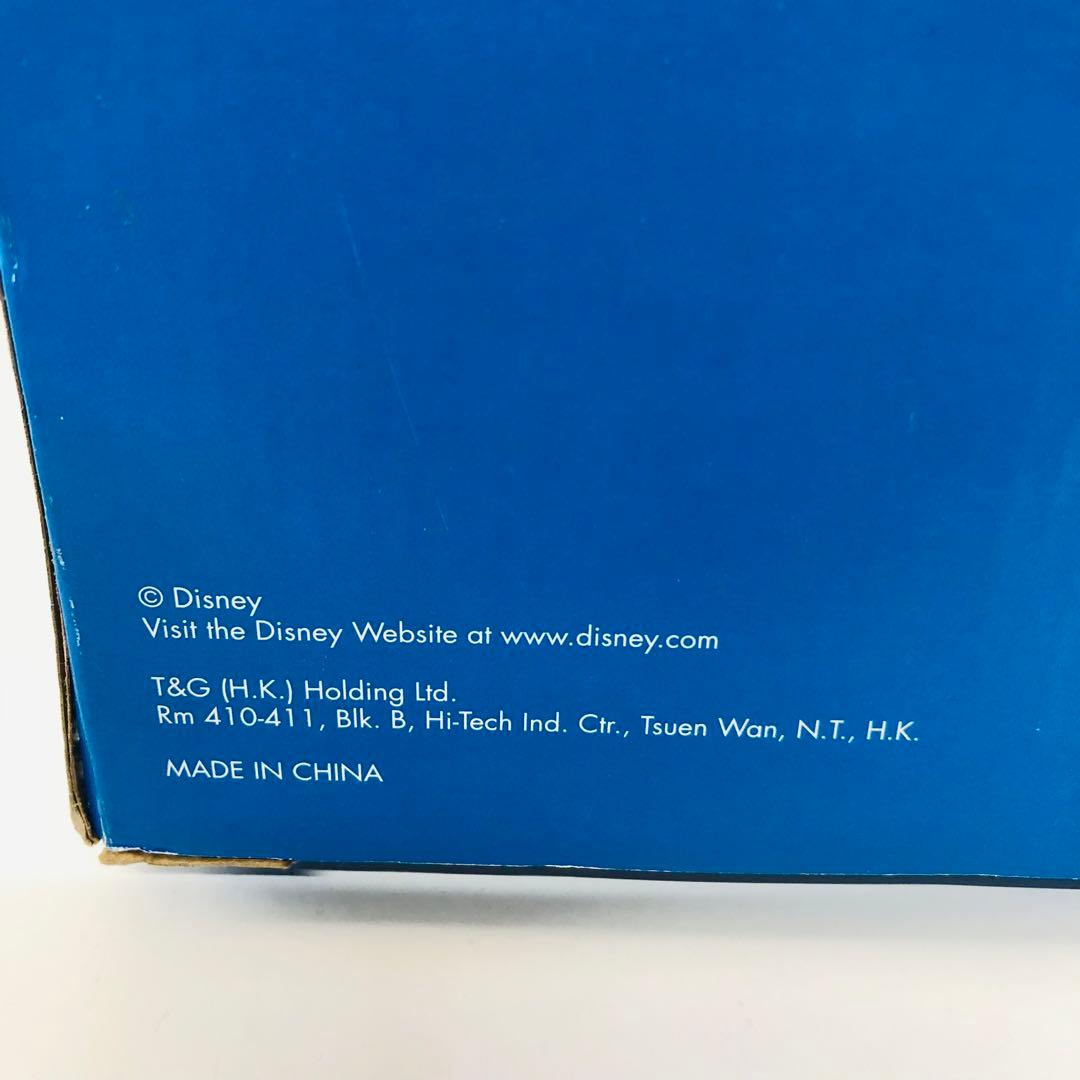 © Disney
Visit the Disney Website at www.disney.com
T&G (H.K.) Holding Ltd.
Rm 410-411, Blk. B, Hi-Tech Ind. Ctr., Tsuen Wan, N.T., H.K.
MADE IN CHINA